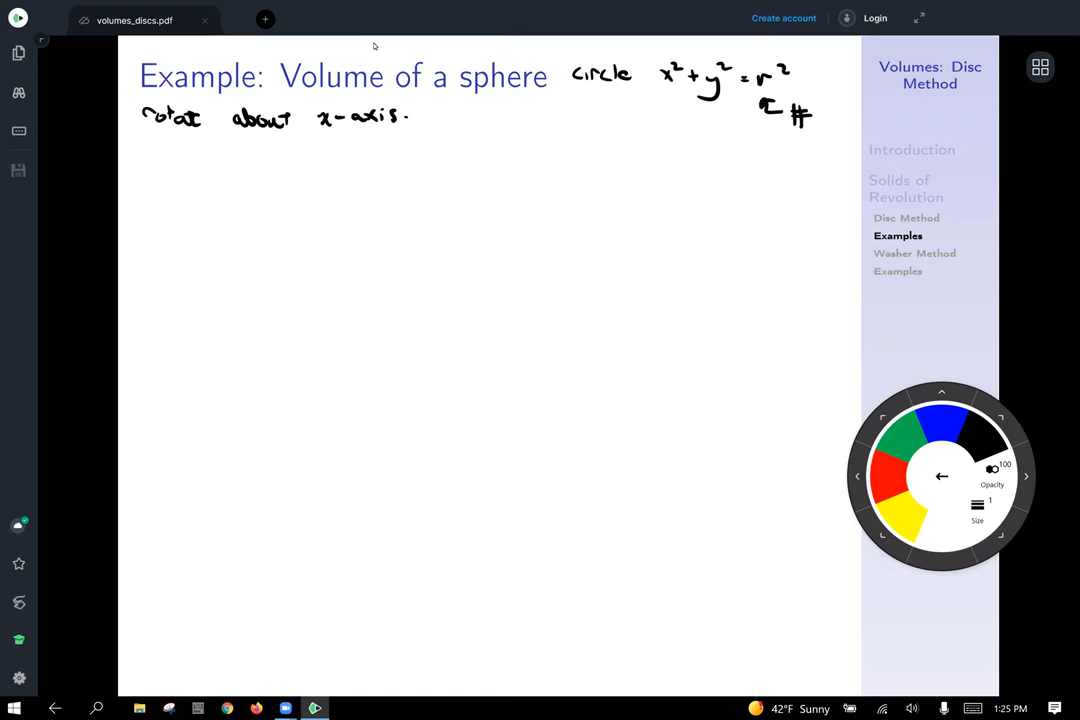 volumes_discs.pdf
Create account
Login
Example: Volume of a sphere circle x² + y² = r²
#
rotate about x-axis.
Volumes: Disc
Method
Introduction
Solids of
Revolution
Disc Method
Examples
Washer Method
Examples
100
Opacity
1
Size
42°F Sunny
1:25 PM